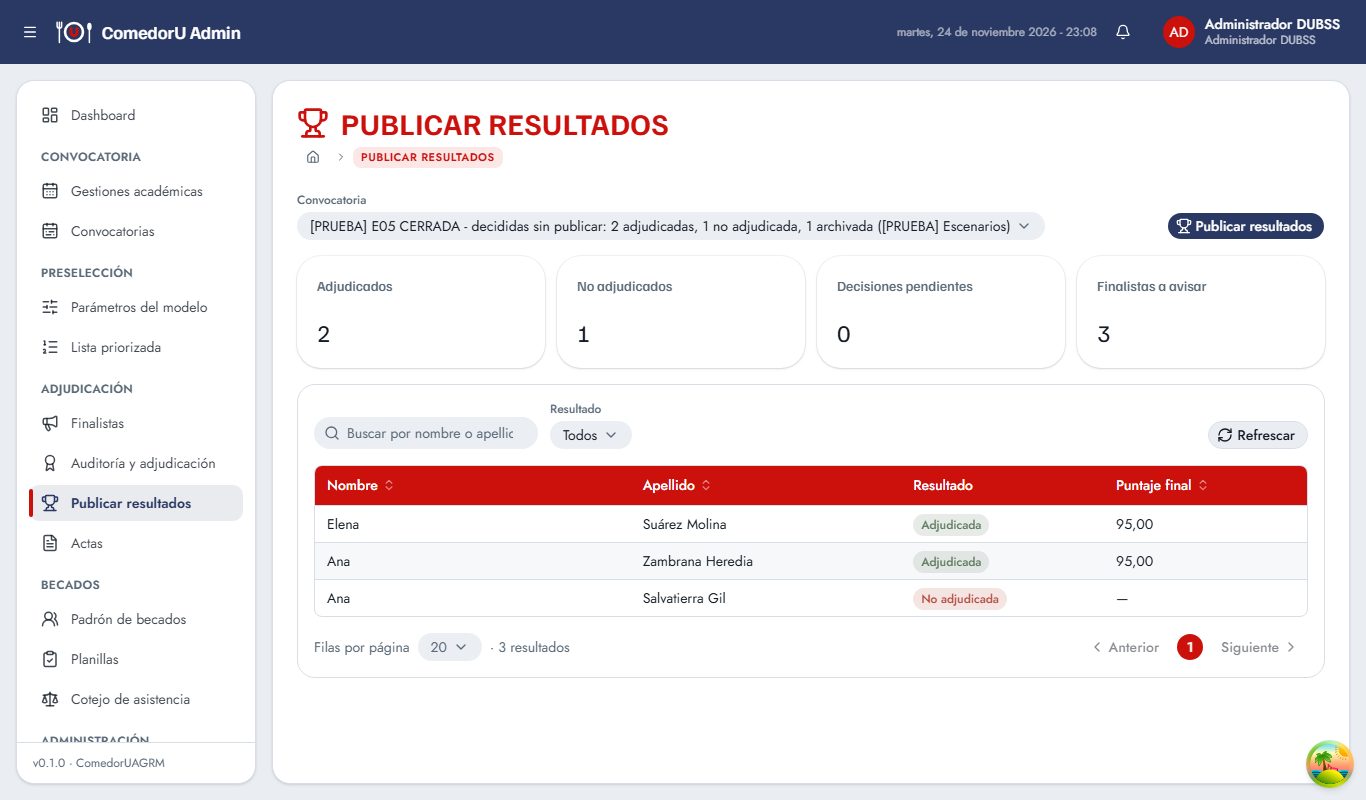 ComedorU Admin
martes, 24 de noviembre 2026 - 23:08
AD
Administrador DUBSS
Administrador DUBSS
Dashboard
CONVOCATORIA
Gestiones académicas
Convocatorias
PRESELECCIÓN
Parámetros del modelo
Lista priorizada
ADJUDICACIÓN
Finalistas
Auditoría y adjudicación
Publicar resultados
Actas
BECADOS
Padrón de becados
Planillas
Cotejo de asistencia
ADMINISTRACIÓN
v0.1.0 · ComedorUAGRM
PUBLICAR RESULTADOS
PUBLICAR RESULTADOS
Convocatoria
[PRUEBA] E05 CERRADA - decididas sin publicar: 2 adjudicadas, 1 no adjudicada, 1 archivada ([PRUEBA] Escenarios)
Publicar resultados
Adjudicados
2
No adjudicados
1
Decisiones pendientes
0
Finalistas a avisar
3
Buscar por nombre o apellic
Resultado
Todos
Refrescar
Nombre Apellido Resultado Puntaje final
Elena Suárez Molina Adjudicada 95,00
Ana Zambrana Heredia Adjudicada 95,00
Ana Salvatierra Gil No adjudicada —
Filas por página 20 · 3 resultados
Anterior 1 Siguiente